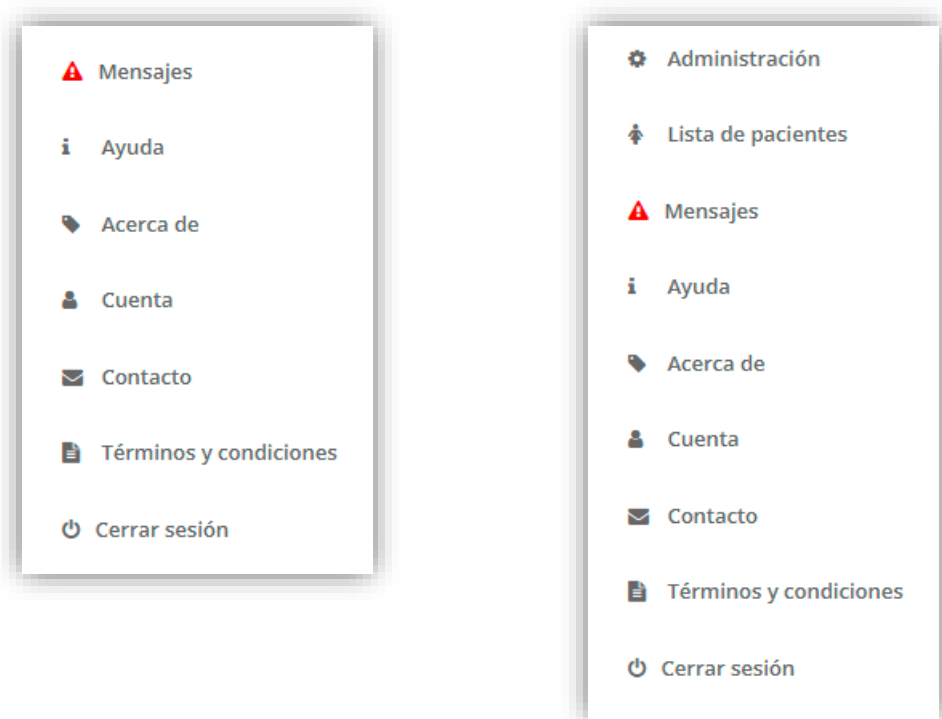 Mensajes
Ayuda
Acerca de
Cuenta
Contacto
Términos y condiciones
Cerrar sesión
Administración
Lista de pacientes
Mensajes
Ayuda
Acerca de
Cuenta
Contacto
Términos y condiciones
Cerrar sesión